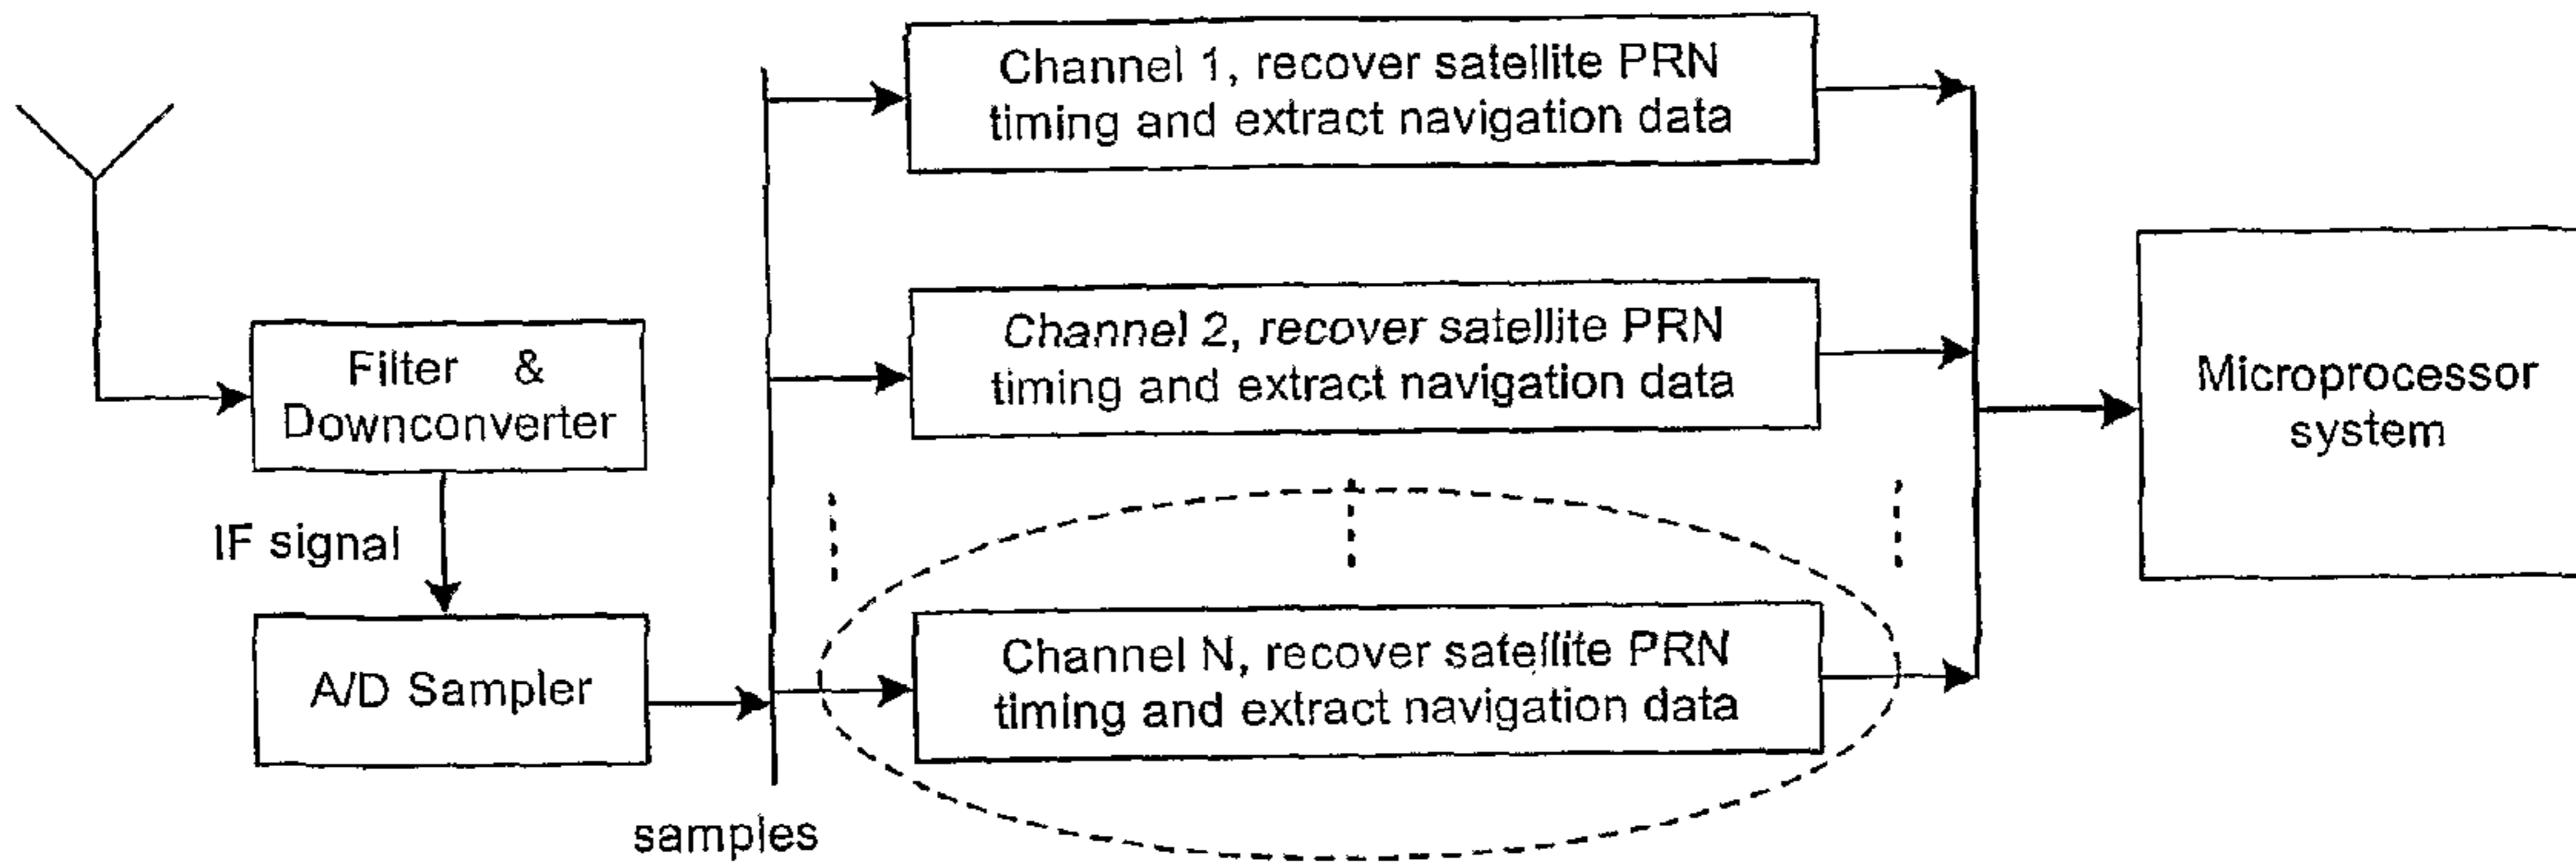 Channel 1, recover satellite PRN
timing and extract navigation data
Channel 2, recover satellite PRN
timing and extract navigation data
Filter &
Downconverter
Microprocessor
system
IF signal
A/D Sampler
Channel N, recover satellite PRN
timing and extract navigation data
samples